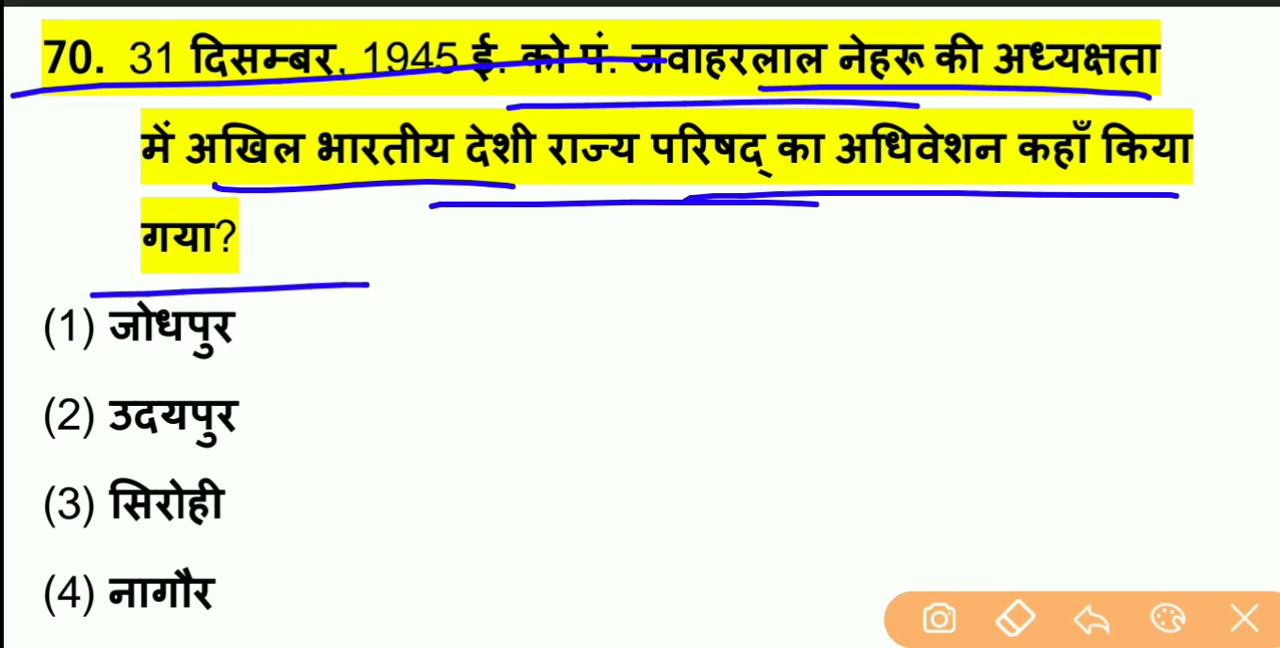 70. 31 दिसम्बर, 1945 ई. को पं. जवाहरलाल नेहरू की अध्यक्षता
में अखिल भारतीय देशी राज्य परिषद् का अधिवेशन कहाँ किया
गया?
(1) जोधपुर
(2) उदयपुर
(3) सिरोही
(4) नागौर